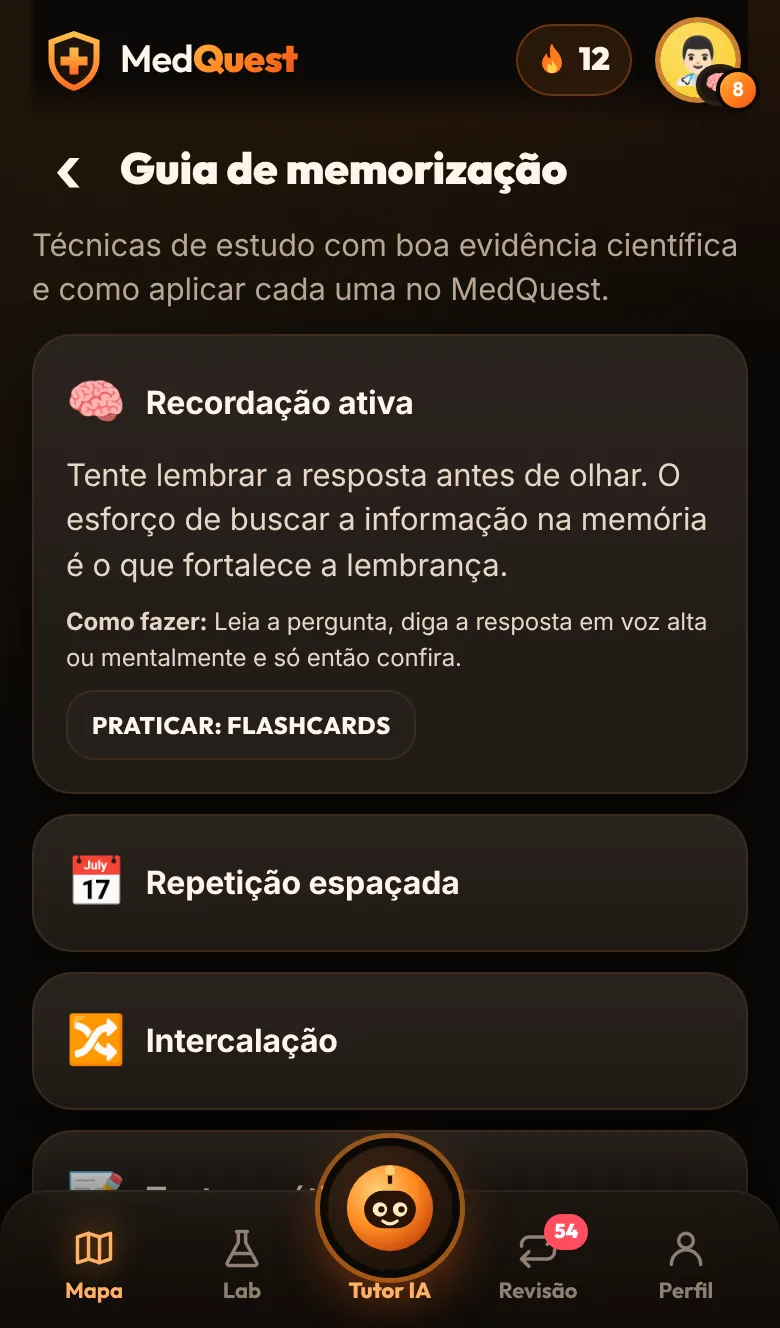 MedQuest
12
8
Guia de memorização
Técnicas de estudo com boa evidência científica
e como aplicar cada uma no MedQuest.
Recordação ativa
Tente lembrar a resposta antes de olhar. O
esforço de buscar a informação na memória
é o que fortalece a lembrança.
Como fazer: Leia a pergunta, diga a resposta em voz alta
ou mentalmente e só então confira.
PRATICAR: FLASHCARDS
July
17
Repetição espaçada
Intercalação
54
Mapa
Lab
Tutor IA
Revisão
Perfil